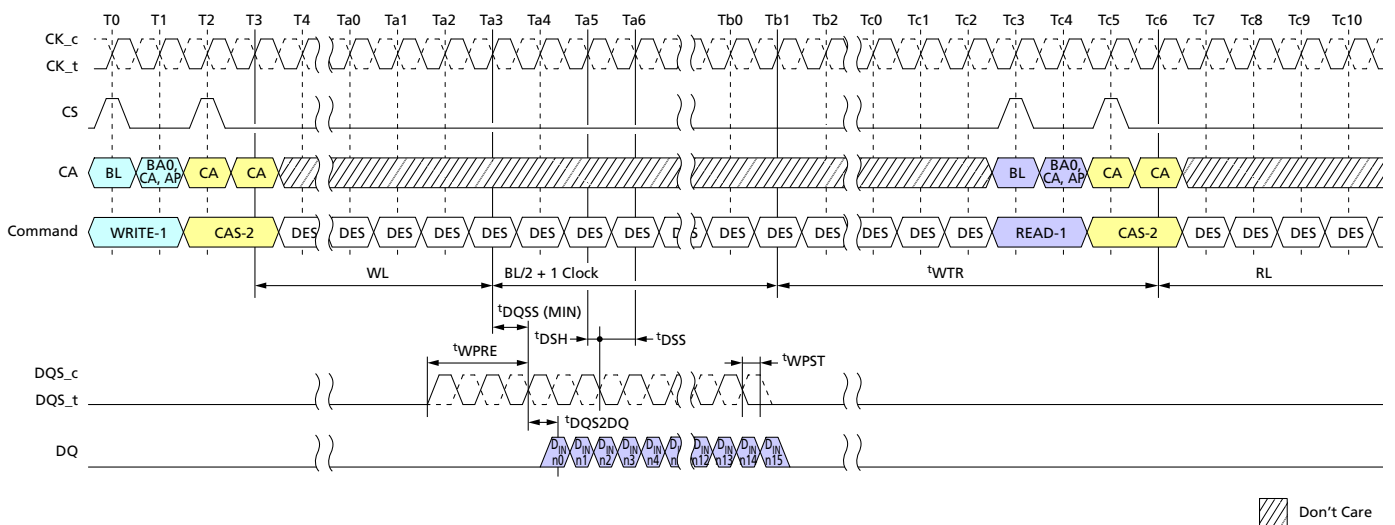 T0 T1 T2 T3 T4 Ta0 Ta1 Ta2 Ta3 Ta4 Ta5 Ta6 Tb0 Tb1 Tb2 Tc0 Tc1 Tc2 Tc3 Tc4 Tc5 Tc6 Tc7 Tc8 Tc9 Tc10
CK_c
CK_t
CS
CA BL BA0, CA, AP CA CA BL BA0, CA, AP CA CA
Command WRITE-1 CAS-2 DES DES DES DES DES DES DES DES DES DES DES DES DES DES DES READ-1 CAS-2 DES DES DES DES
WL BL/2 + 1 Clock tWTR RL
tDQSS (MIN)
tDSH tDSS
tWPRE tWPST
DQS_c
DQS_t
tDQS2DQ
DQ DIN n0 DIN n1 DIN n2 DIN n3 DIN n4 DIN n DIN n12 DIN n13 DIN n14 DIN n15
Don't Care